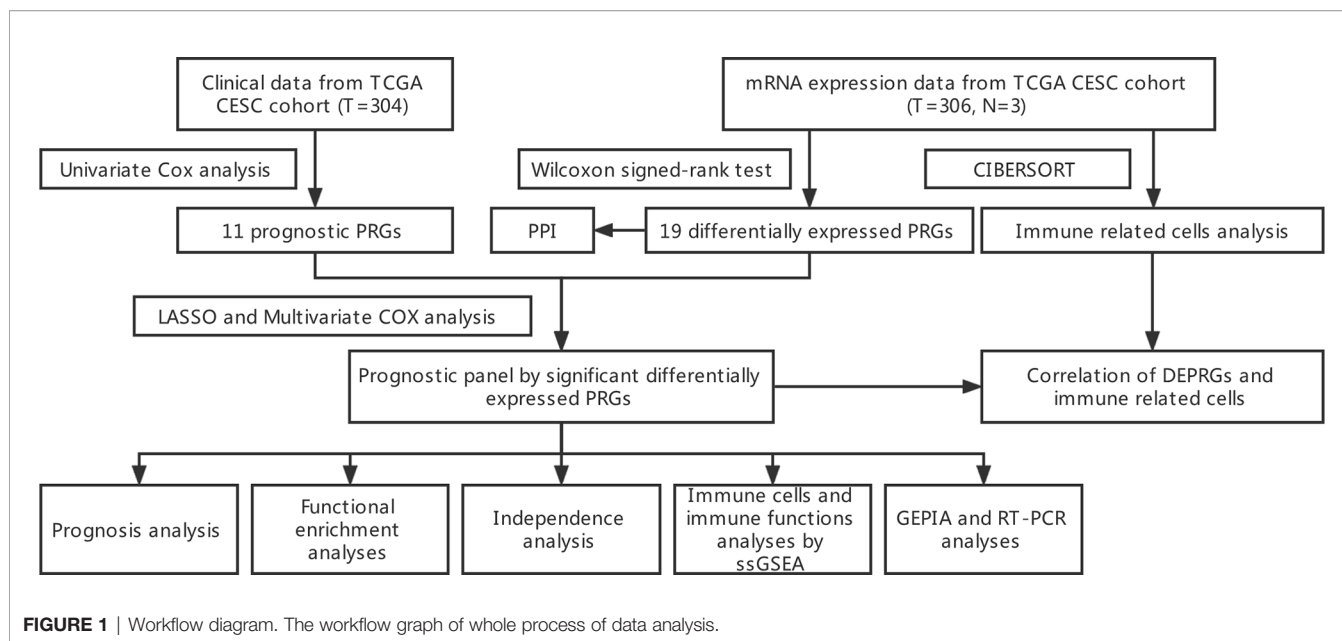 Clinical data from TCGA
CESC cohort (T=304)
mRNA expression data from TCGA CESC cohort
(T=306, N=3)
Univariate Cox analysis
Wilcoxon signed-rank test
CIBERSORT
11 prognostic PRGs
PPI
19 differentially expressed PRGs
Immune related cells analysis
LASSO and Multivariate COX analysis
Prognostic panel by significant differentially
expressed PRGs
Correlation of DEPRGs and
immune related cells
Prognosis analysis
Functional
enrichment
analyses
Independence
analysis
Immune cells and
immune functions
analyses by
ssGSEA
GEPIA and RT-PCR
analyses
FIGURE 1 | Workflow diagram. The workflow graph of whole process of data analysis.